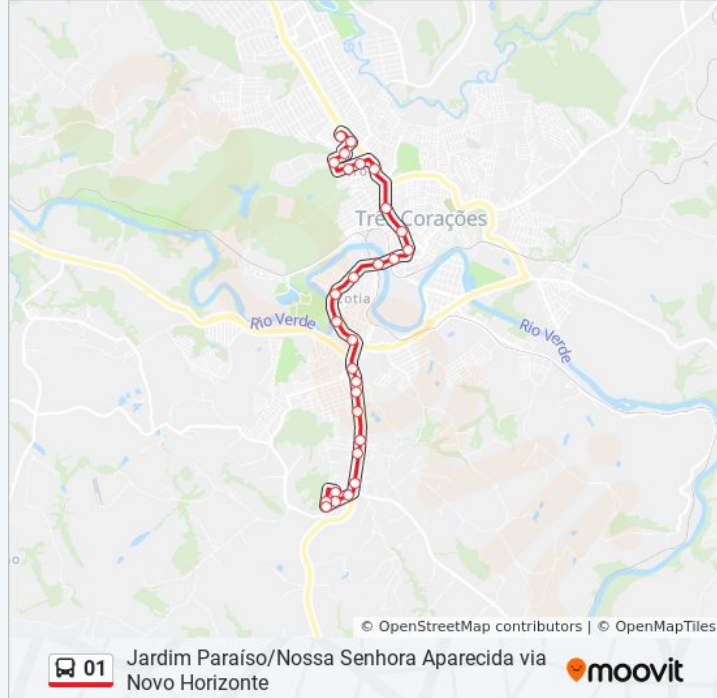 Três Corações
Cotia
Rio Verde
Rio Verde
© OpenStreetMap contributors | © OpenMapTiles
01
Jardim Paraíso/Nossa Senhora Aparecida via
Novo Horizonte
moovit